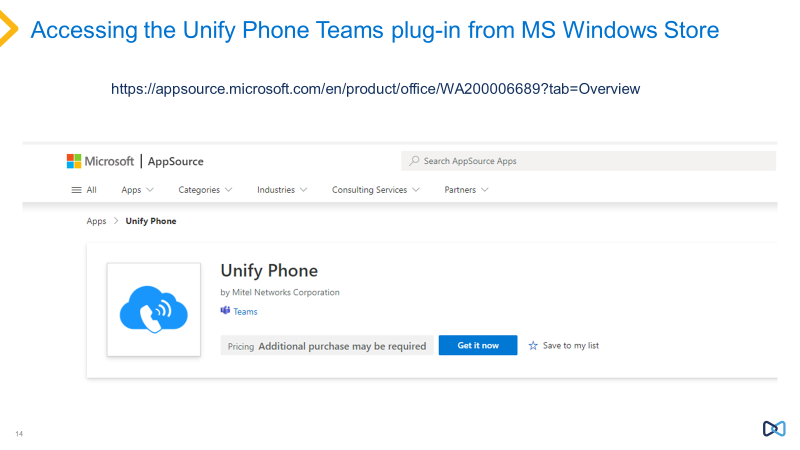 Accessing the Unify Phone Teams plug-in from MS Windows Store
https://appsource.microsoft.com/en/product/office/WA200006689?tab=Overview
Microsoft | AppSource
Search AppSource Apps
All Apps Categories Industries Consulting Services Partners
Apps > Unify Phone
Unify Phone
by Mitel Networks Corporation
Teams
Pricing Additional purchase may be required Get it now Save to my list
14